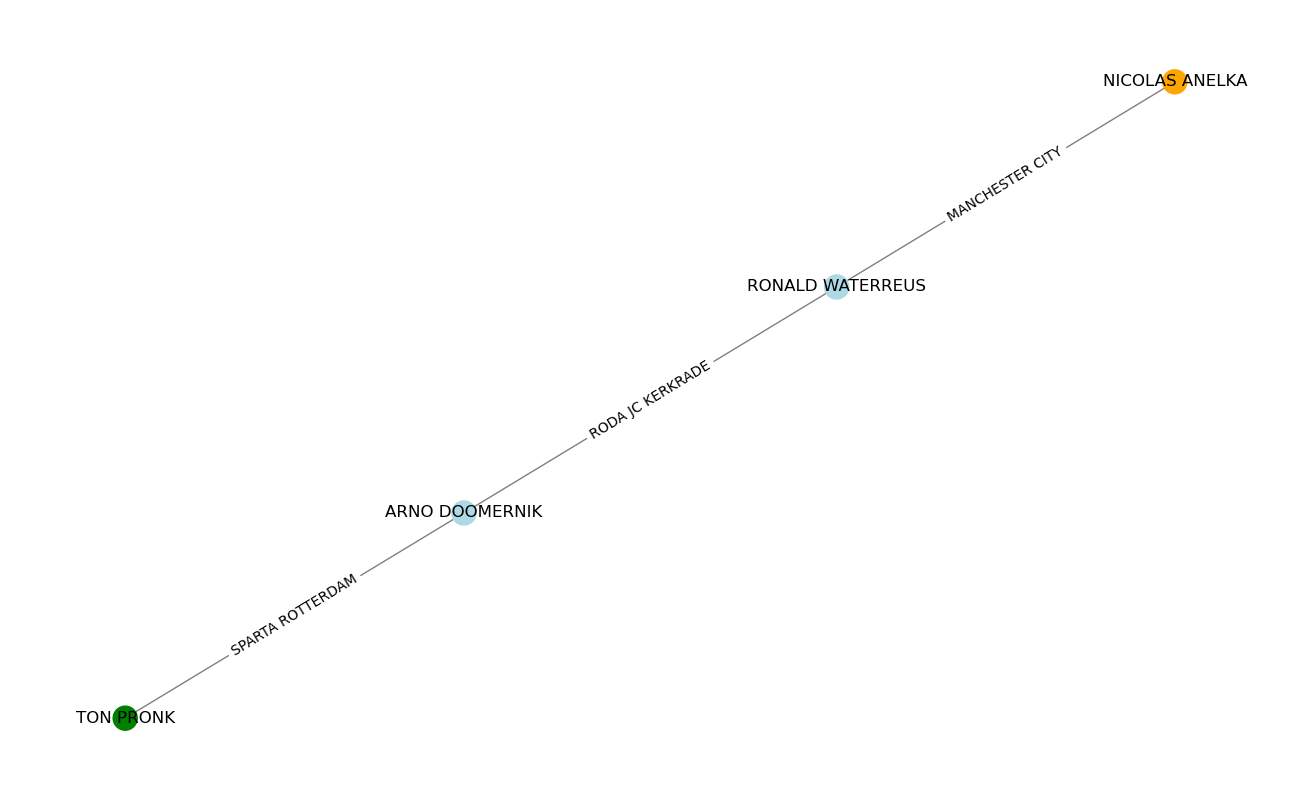 NICOLAS ANELKA
MANCHESTER CITY
RONALD WATERREUS
RODA JC KERKRADE
ARNO DOOMERNIK
SPARTA ROTTERDAM
TON PRONK